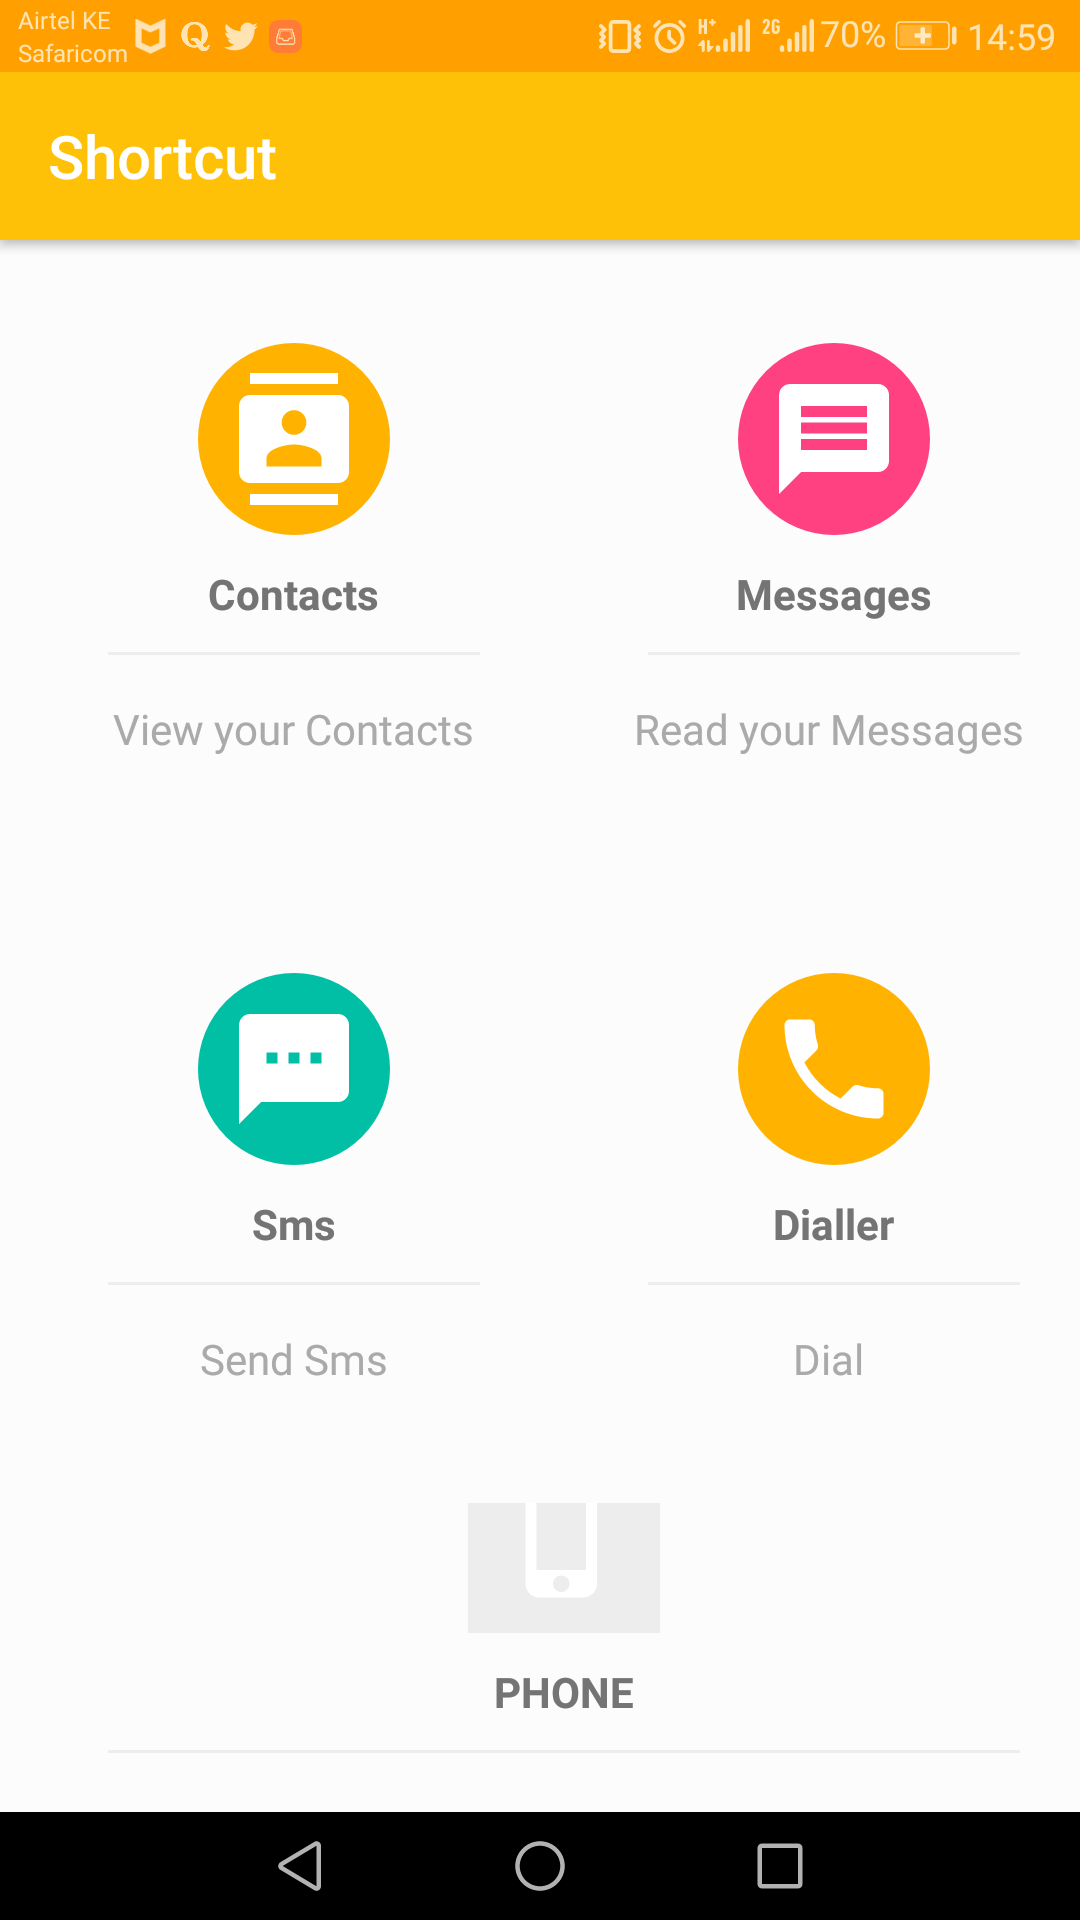 Airtel KE
Safaricom
H+ 2G 70% 14:59
Shortcut
Contacts
Messages
View your Contacts
Read your Messages
Sms
Dialler
Send Sms
Dial
PHONE